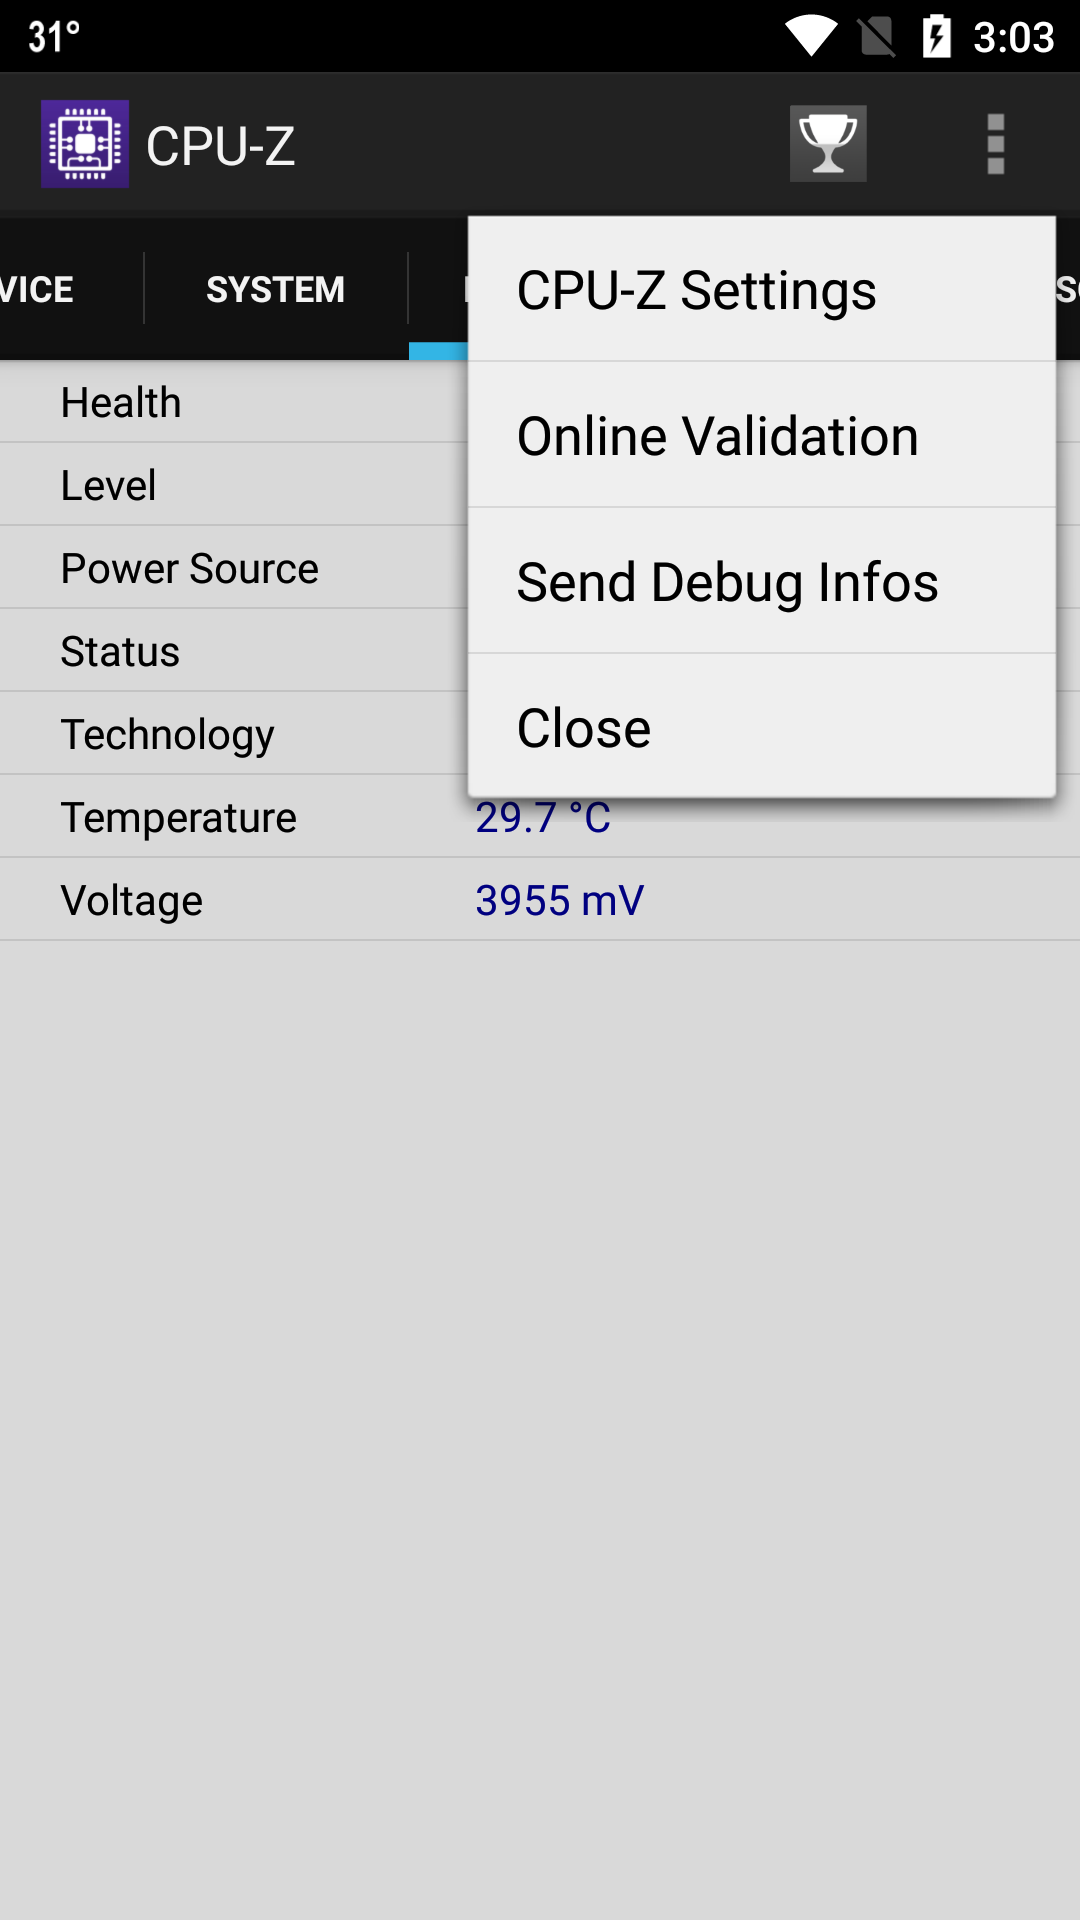 31°
3:03
CPU-Z
VICE
SYSTEM
CPU-Z Settings
Online Validation
Send Debug Infos
Close
Health
Level
Power Source
Status
Technology
Temperature 29.7 °C
Voltage 3955 mV